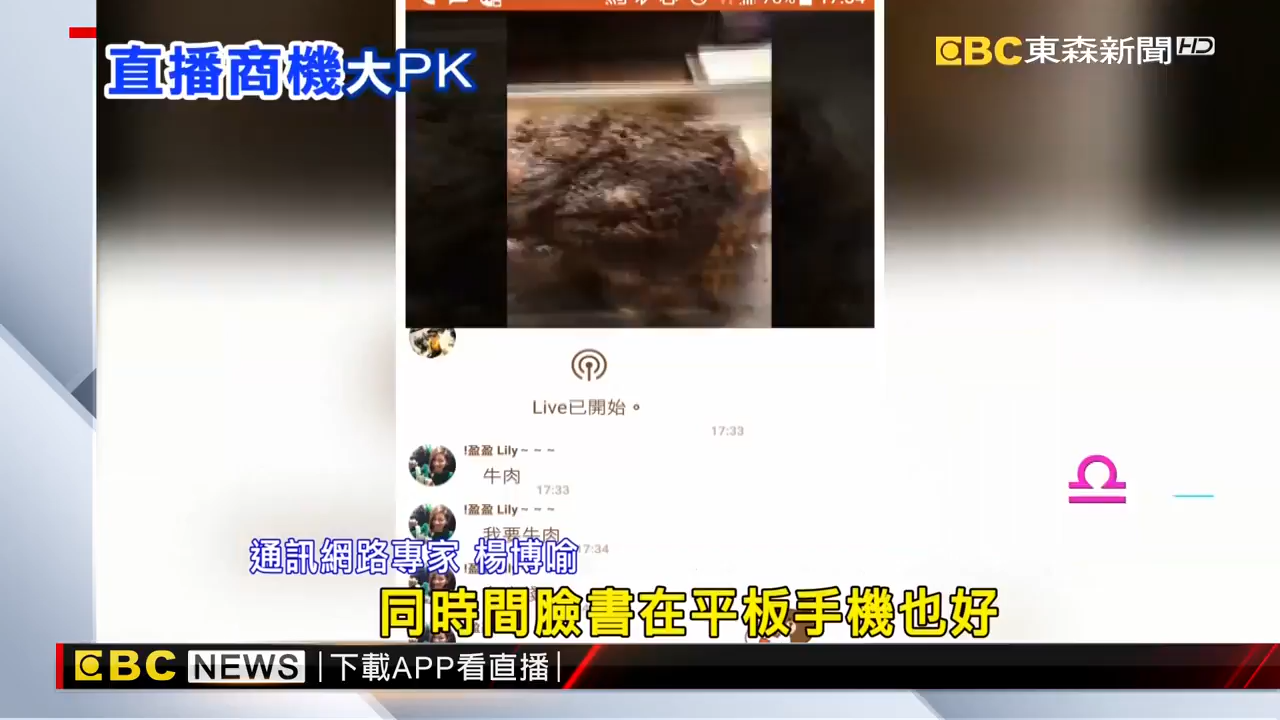 直播商機大PK
EBC東森新聞HD
17:34
Live已開始。
17:33
!盈盈 Lily~~~
牛肉
17:33
!盈盈 Lily~~~
我要牛肉
17:34
通訊網路專家 楊博喻
同時間臉書在平板手機也好
EBC NEWS
下載APP看直播